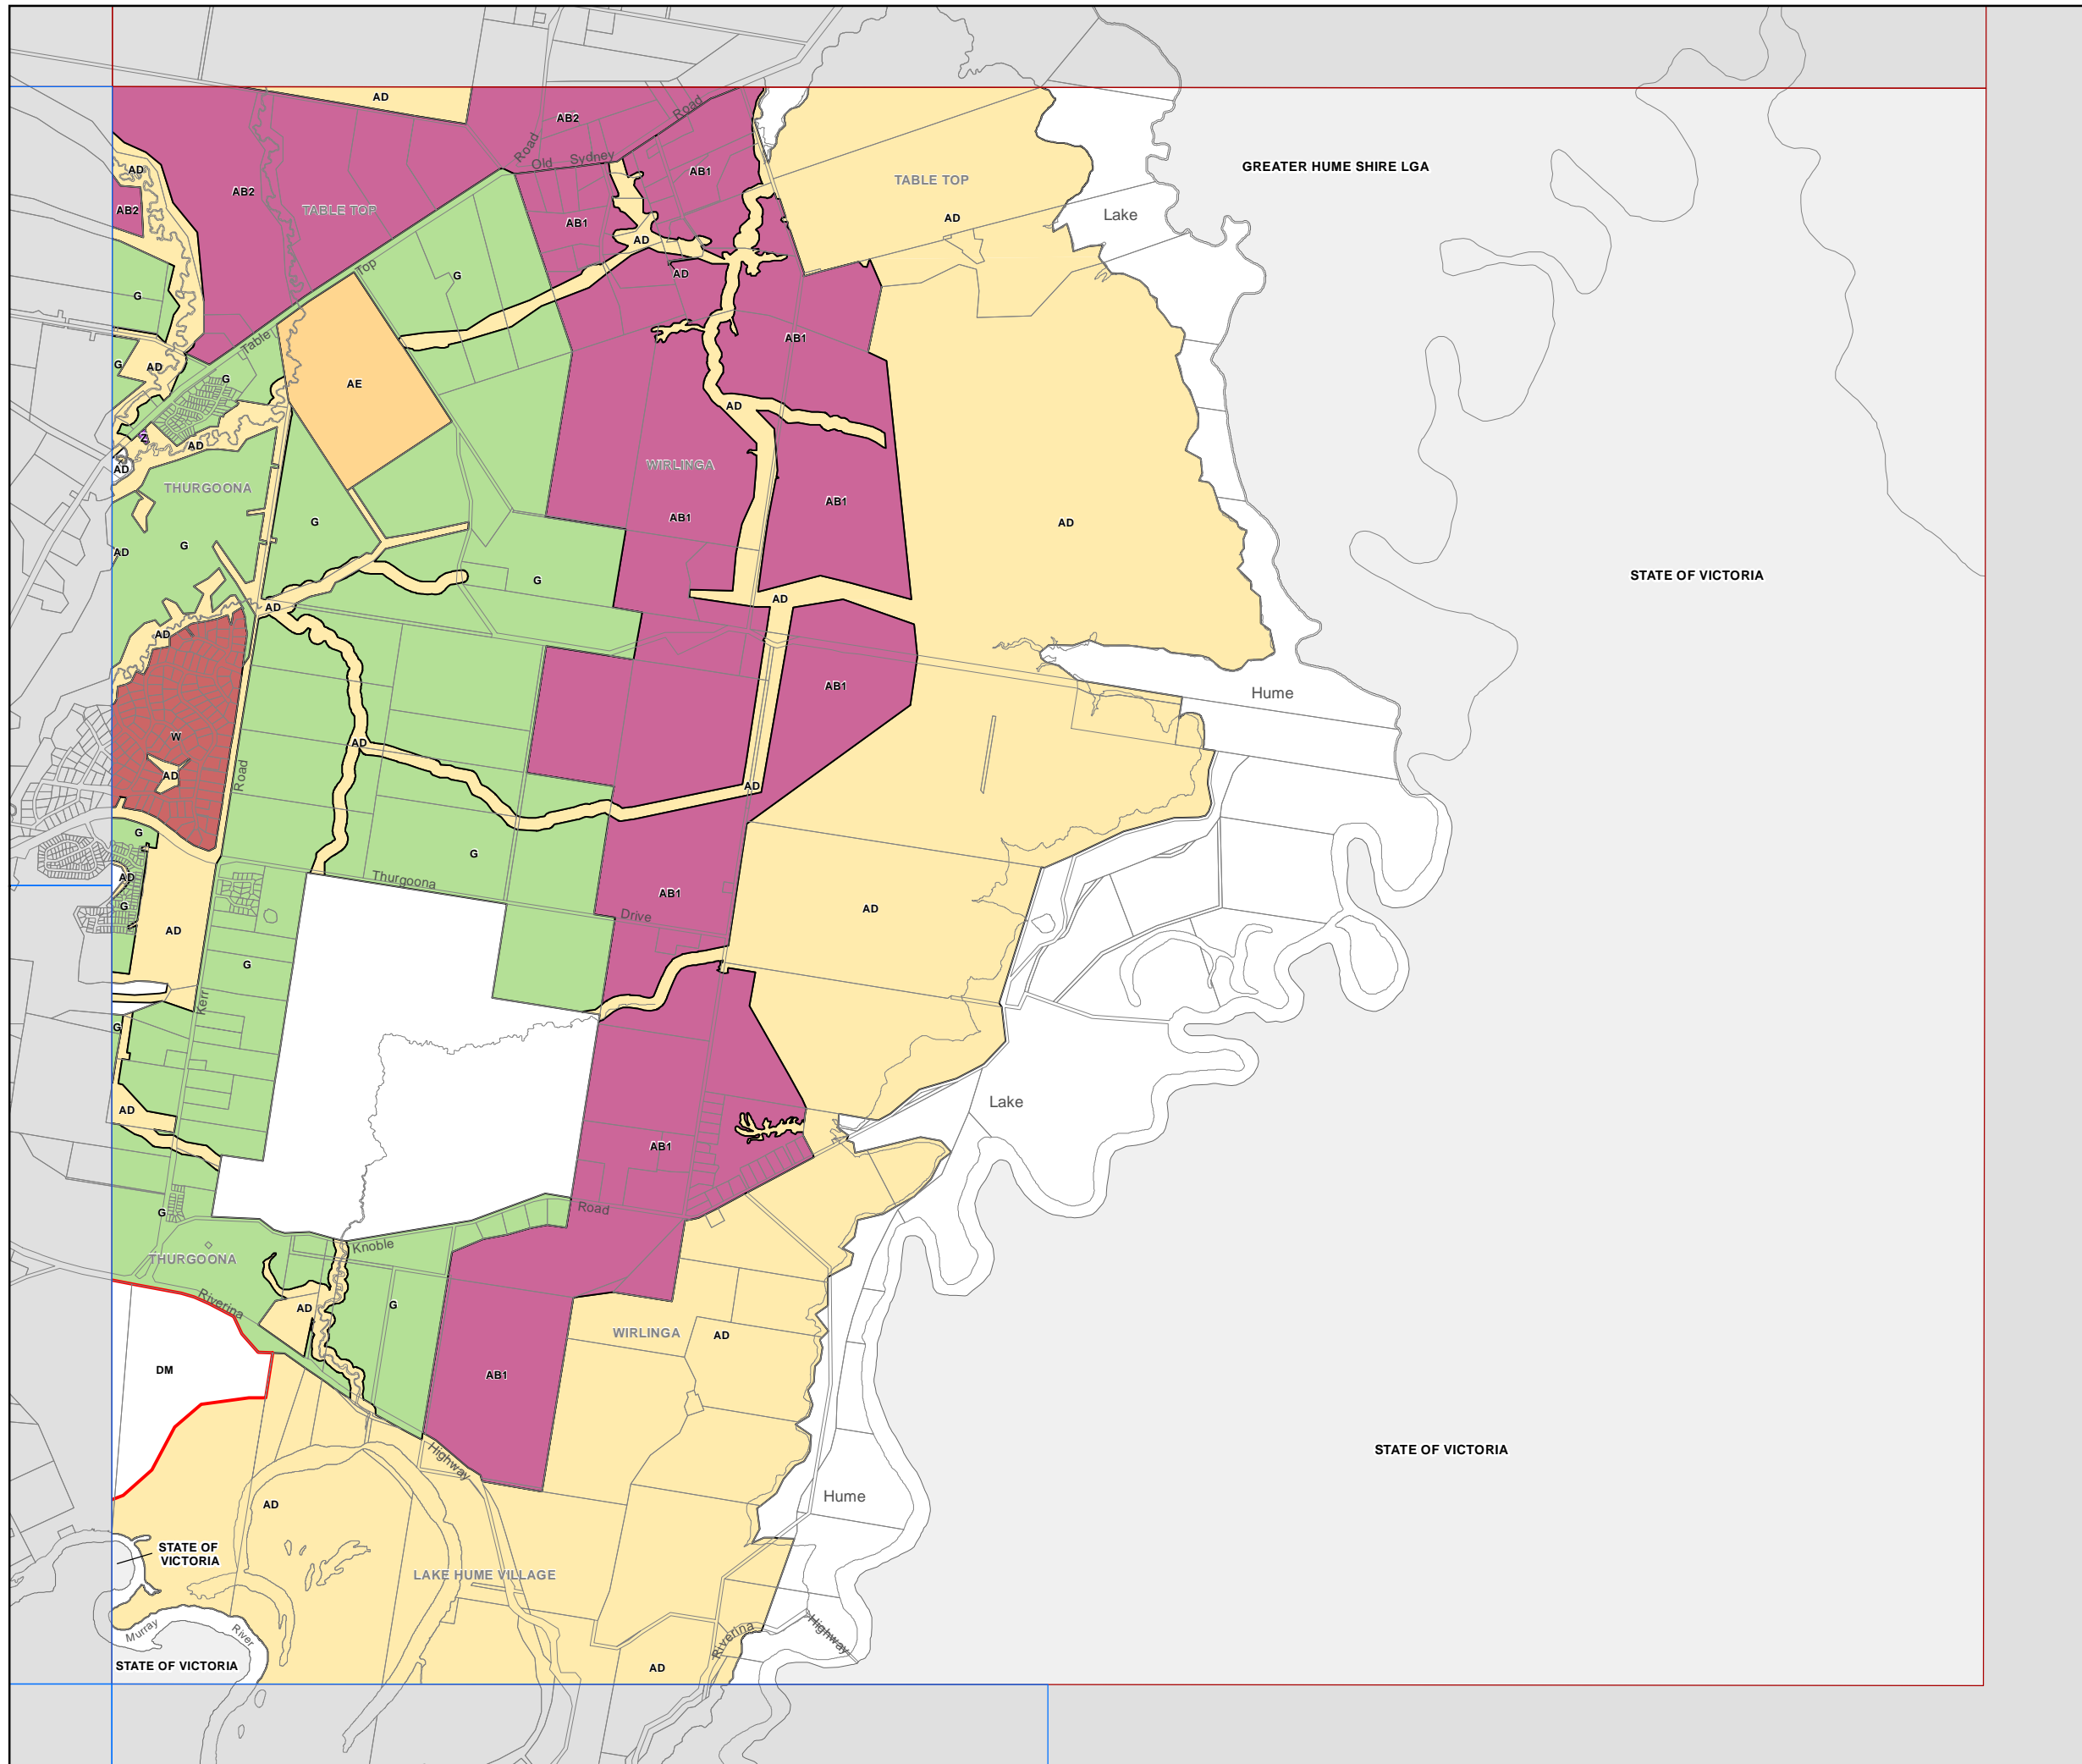 AD
AB2
Road
Road
Old Sydney
AD
AB1
GREATER HUME SHIRE LGA
TABLE TOP
AB2
AB2
TABLE TOP
AD
Lake
AB1
AD
Top
G
AD
G
AB1
Table
G
AD
G
AE
AD
Z
AD
WIRLINGA
AD
THURGOONA
AB1
AB1
G
AD
G
AD
STATE OF VICTORIA
G
AD
AD
AD
AB1
Hume
W
AD
AD
Road
AD
G
G
Thurgoona
AD
AB1
G
Drive
AD
AD
G
Kerr
G
Lake
AD
AB1
G
Road
Knoble
THURGOONA
Riverina
AD
G
WIRLINGA
AD
DM
AB1
STATE OF VICTORIA
Highway
Hume
AD
STATE OF
VICTORIA
LAKE HUME VILLAGE
Murray
River
Riverina
Highway
STATE OF VICTORIA
AD